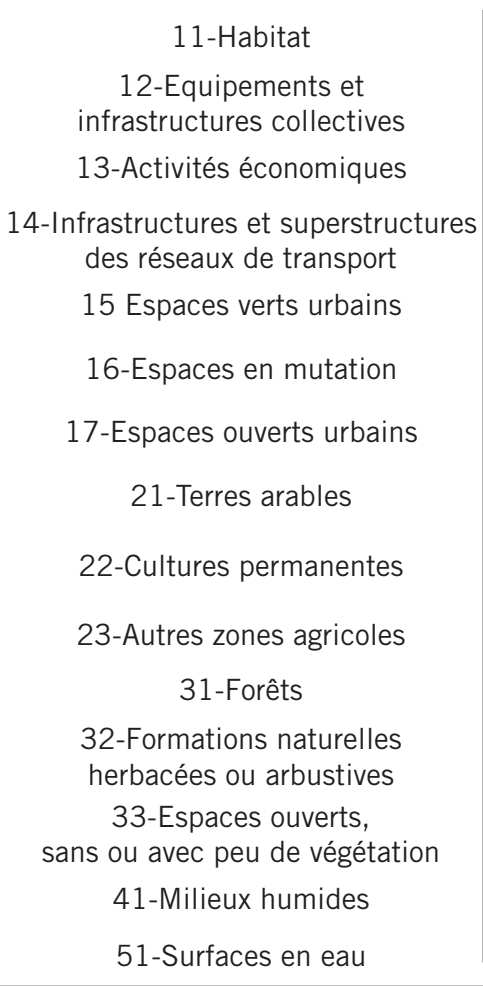 11-Habitat
12-Equipements et
infrastructures collectives
13-Activités économiques
14-Infrastructures et superstructures
des réseaux de transport
15 Espaces verts urbains
16-Espaces en mutation
17-Espaces ouverts urbains
21-Terres arables
22-Cultures permanentes
23-Autres zones agricoles
31-Forêts
32-Formations naturelles
herbacées ou arbustives
33-Espaces ouverts,
sans ou avec peu de végétation
41-Milieux humides
51-Surfaces en eau